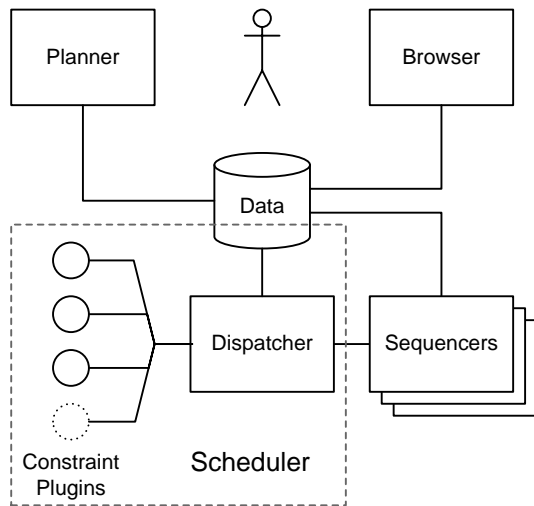 Planner
Browser
Data
Dispatcher
Sequencers
Constraint
Plugins
Scheduler